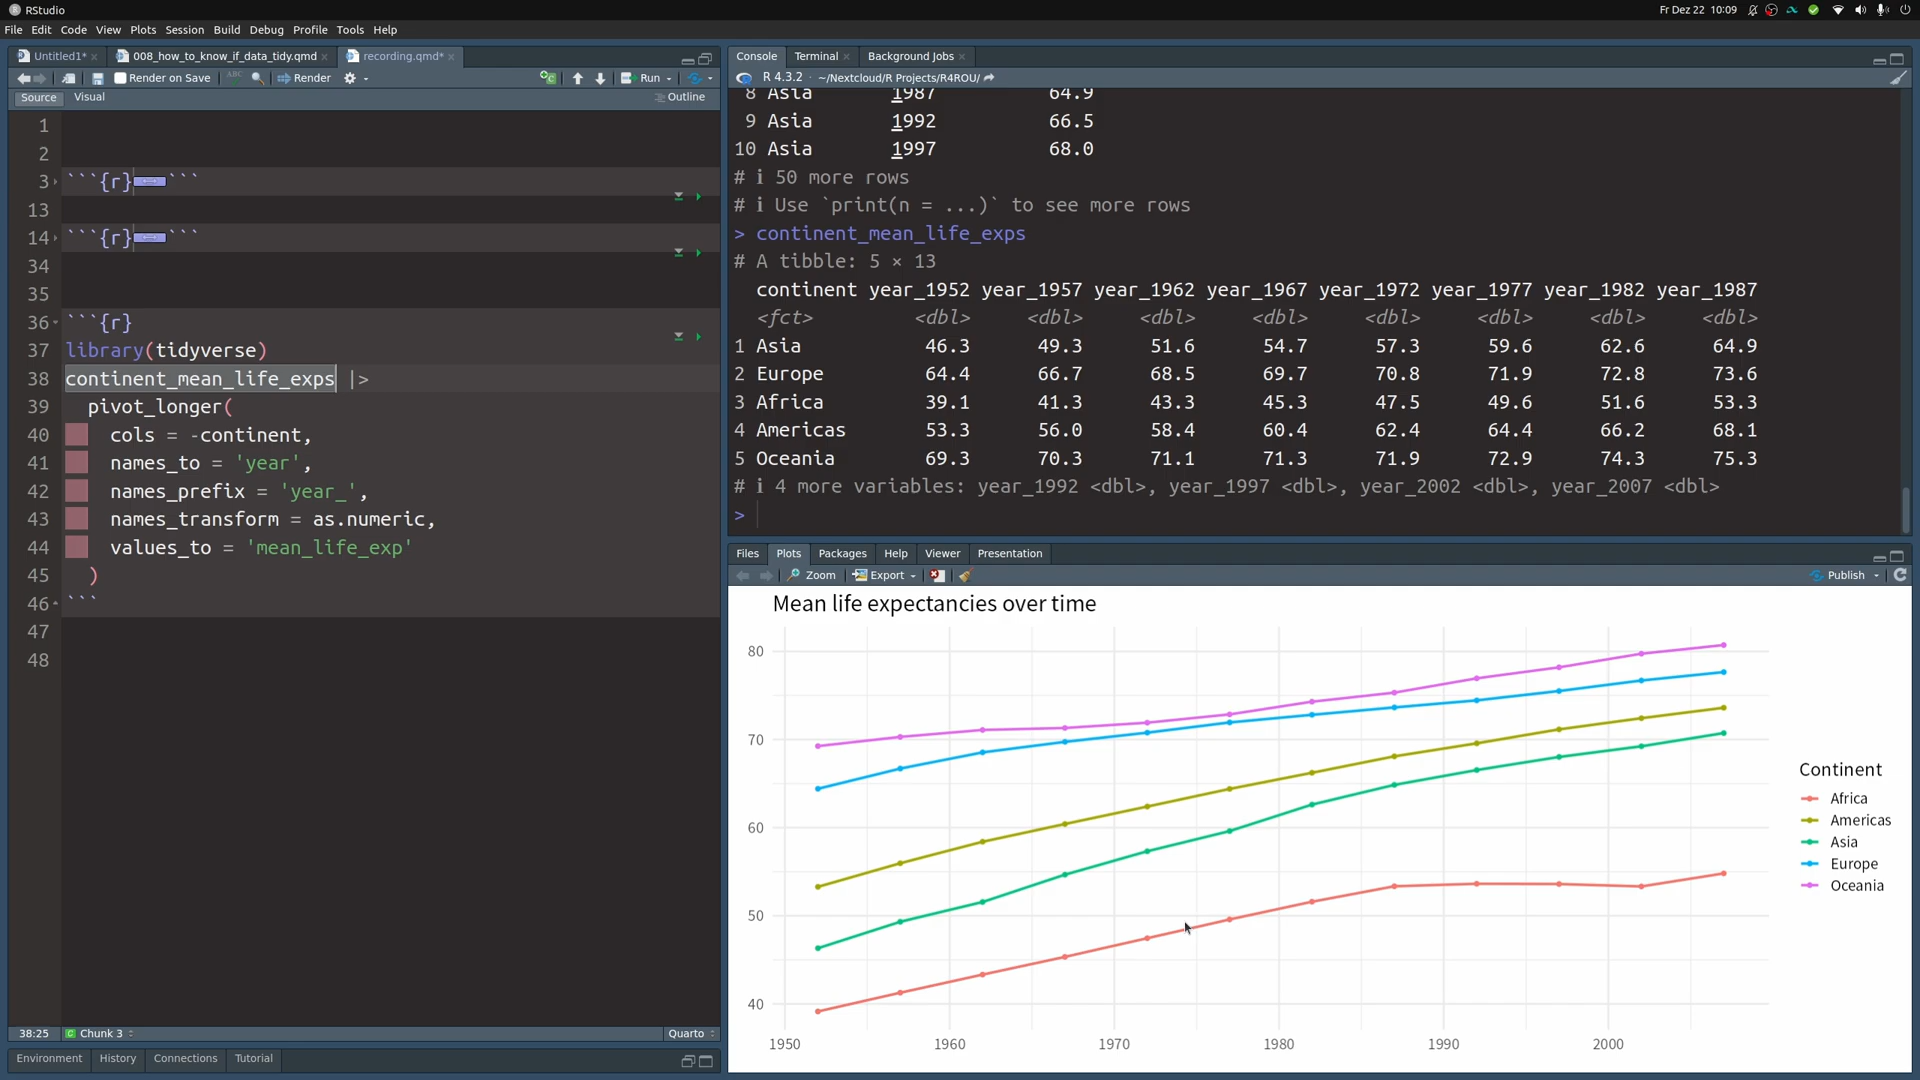 RStudio
Fr Dez 22 10:09
File Edit Code View Plots Session Build Debug Profile Tools Help
Untitled1* 008_how_to_know_if_data_tidy.qmd recording.qmd*
Render on Save ABC Render Run
Source Visual Outline
1
2
3 ```{r} ```
13
14 ```{r} ```
34
35
36 ```{r}
37 library(tidyverse)
38 continent_mean_life_exps |>
39 pivot_longer(
40 cols = -continent,
41 names_to = 'year',
42 names_prefix = 'year_',
43 names_transform = as.numeric,
44 values_to = 'mean_life_exp'
45 )
46 ```
47
48
38:25 Chunk 3 Quarto
Environment History Connections Tutorial
Console Terminal Background Jobs
R 4.3.2 · ~/Nextcloud/R Projects/R4ROU/
8 Asia 1987 64.9
9 Asia 1992 66.5
10 Asia 1997 68.0
# ℹ 50 more rows
# ℹ Use `print(n = ...)` to see more rows
> continent_mean_life_exps
# A tibble: 5 × 13
continent year_1952 year_1957 year_1962 year_1967 year_1972 year_1977 year_1982 year_1987
<fct> <dbl> <dbl> <dbl> <dbl> <dbl> <dbl> <dbl> <dbl>
1 Asia 46.3 49.3 51.6 54.7 57.3 59.6 62.6 64.9
2 Europe 64.4 66.7 68.5 69.7 70.8 71.9 72.8 73.6
3 Africa 39.1 41.3 43.3 45.3 47.5 49.6 51.6 53.3
4 Americas 53.3 56.0 58.4 60.4 62.4 64.4 66.2 68.1
5 Oceania 69.3 70.3 71.1 71.3 71.9 72.9 74.3 75.3
# ℹ 4 more variables: year_1992 <dbl>, year_1997 <dbl>, year_2002 <dbl>, year_2007 <dbl>
>
Files Plots Packages Help Viewer Presentation
Zoom Export Publish
Mean life expectancies over time
80
70
60
50
40
1950 1960 1970 1980 1990 2000
Continent
Africa
Americas
Asia
Europe
Oceania